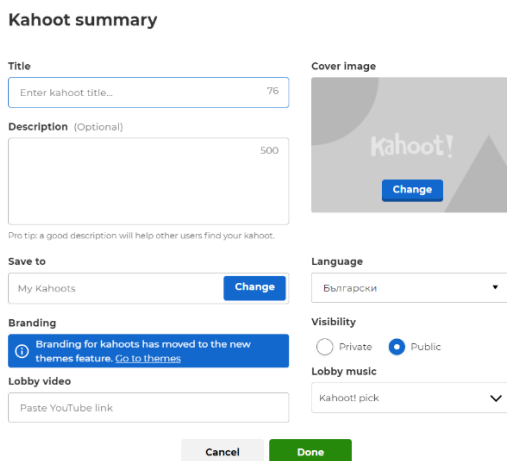 Kahoot summary
Title
Enter kahoot title...
76
Description (Optional)
500
Pro tip: a good description will help other users find your kahoot.
Save to
My Kahoots
Change
Branding
Branding for kahoots has moved to the new
themes feature. Go to themes
Lobby video
Paste YouTube link
Cover image
Kahoot!
Change
Language
Български
Visibility
Private
Public
Lobby music
Kahoot! pick
Cancel
Done